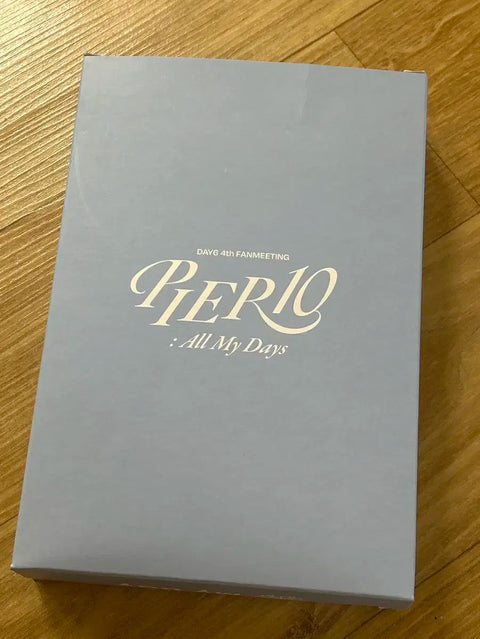 DAY6 4th FANMEETING
PIER10
: All My Days